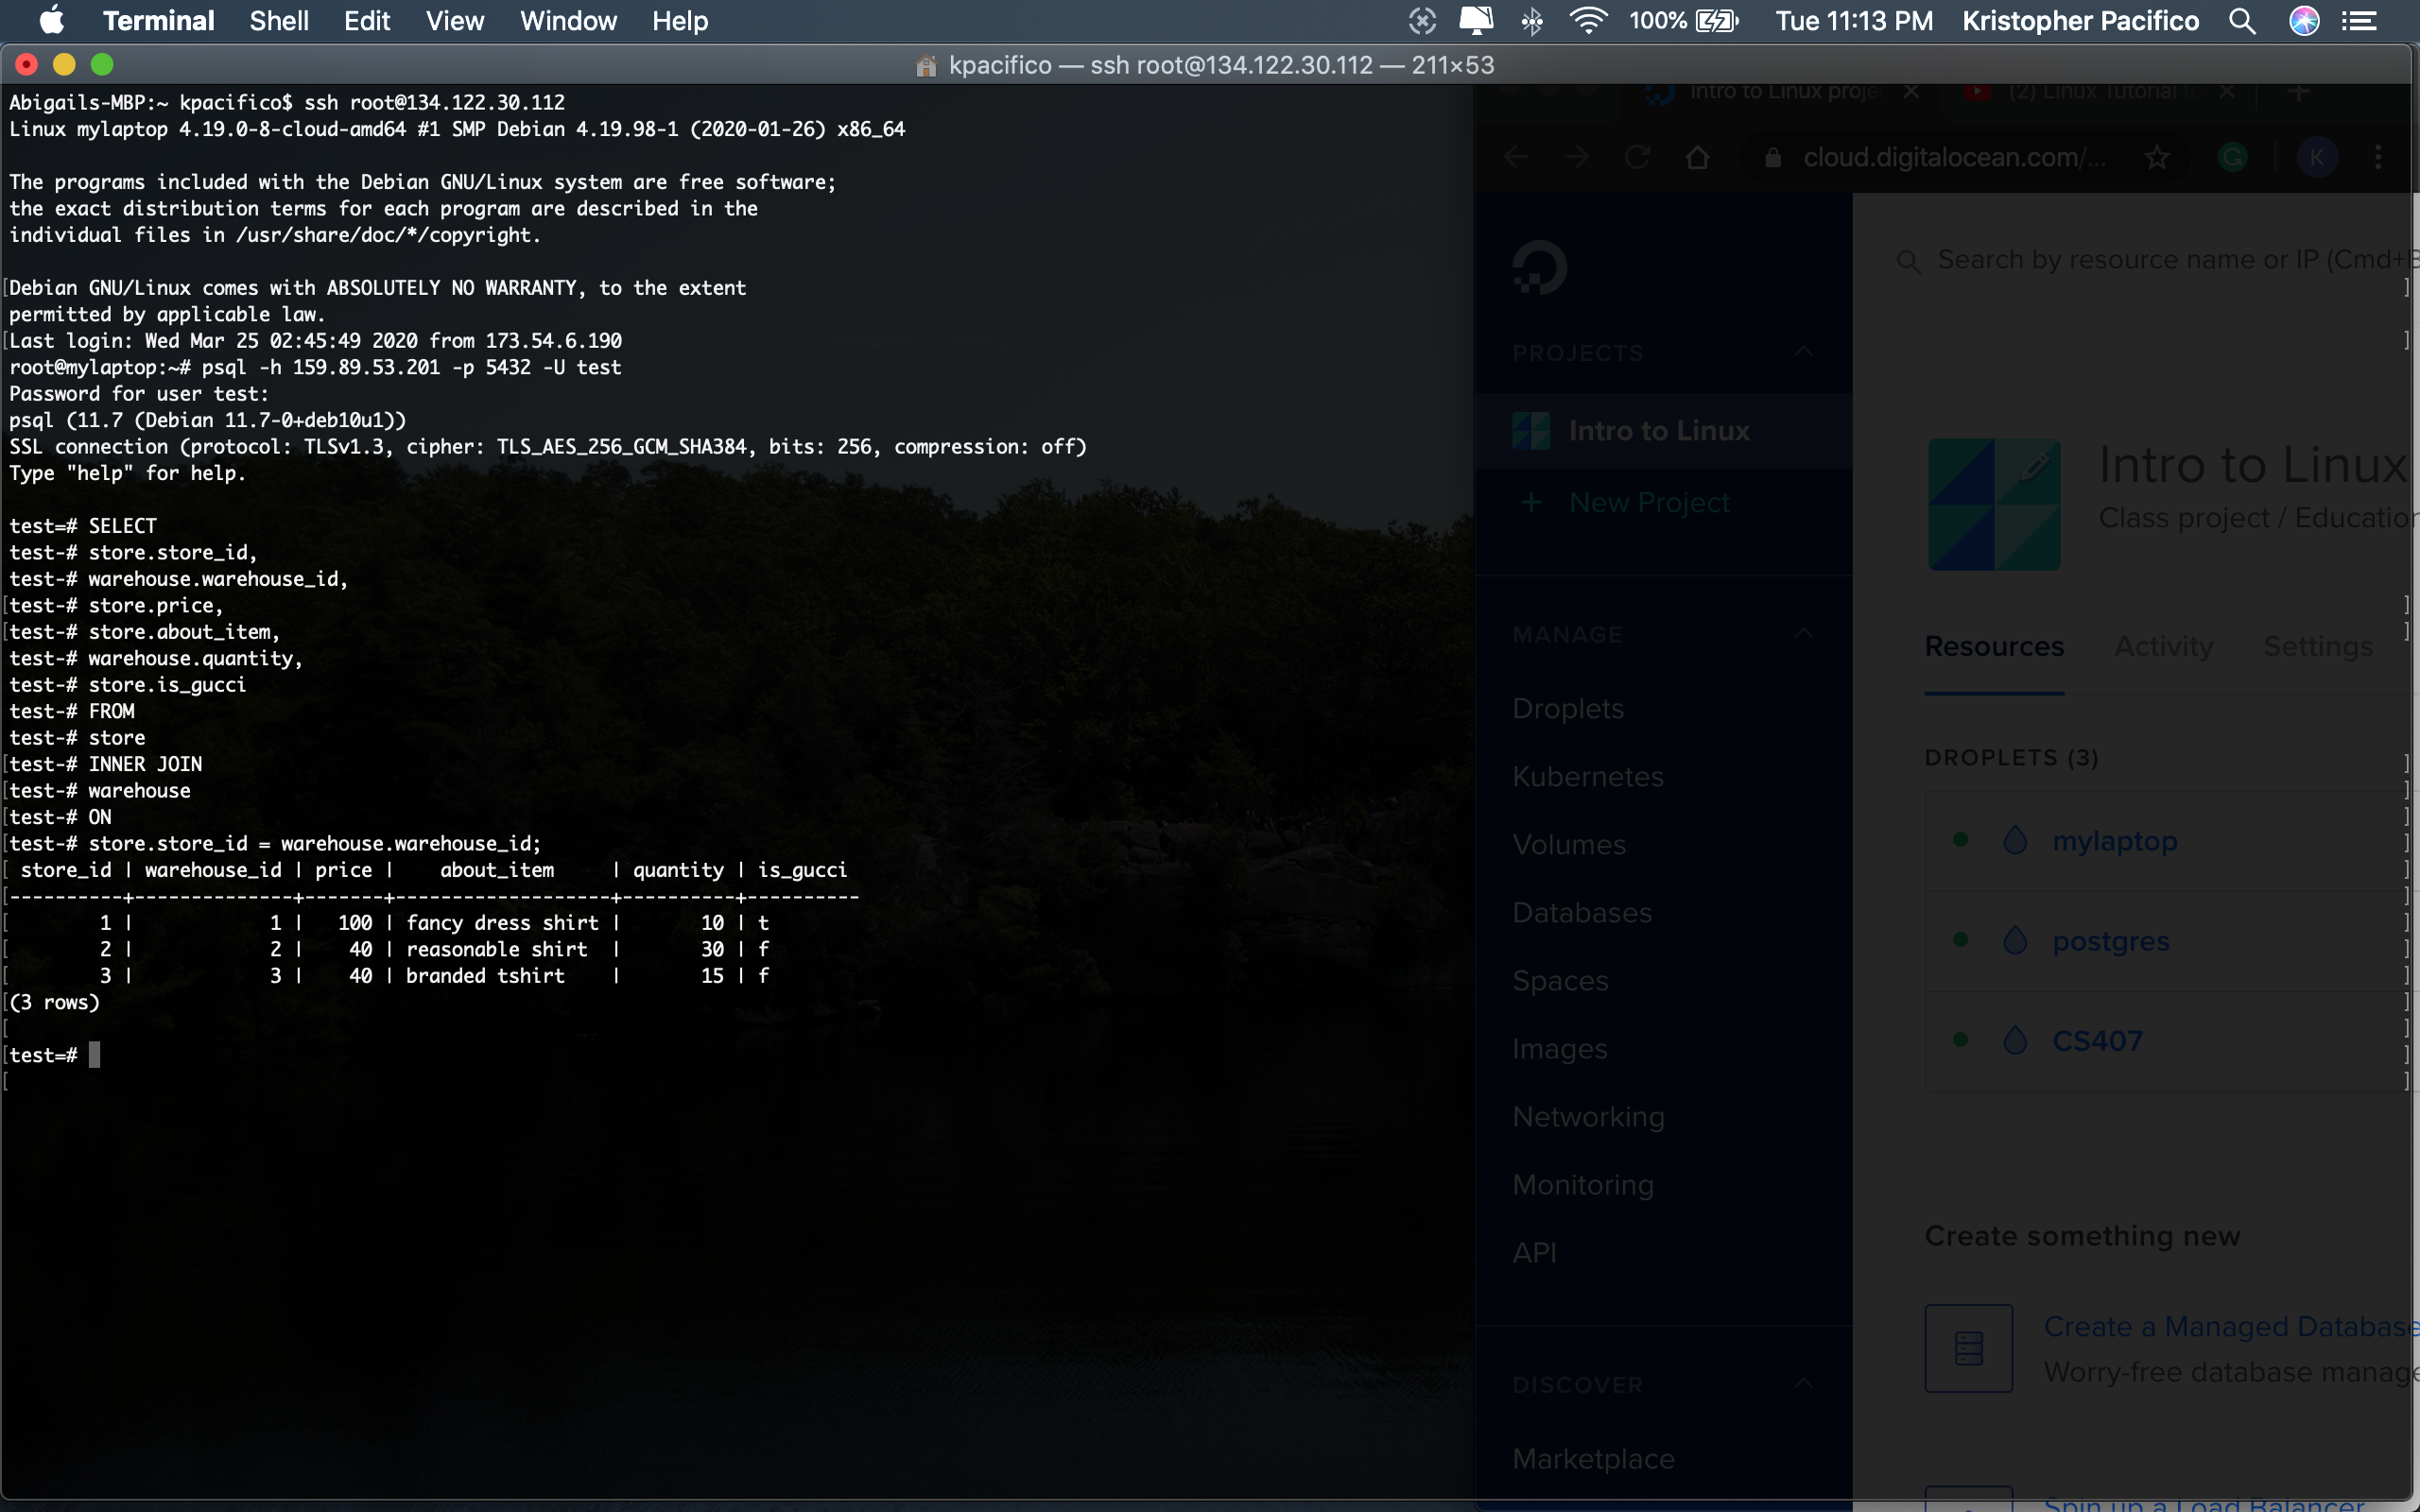 Terminal Shell Edit View Window Help 100% Tue 11:13 PM Kristopher Pacifico
kpacifico — ssh root@134.122.30.112 — 211×53
Abigails-MBP:~ kpacifico$ ssh root@134.122.30.112
Linux mylaptop 4.19.0-8-cloud-amd64 #1 SMP Debian 4.19.98-1 (2020-01-26) x86_64
The programs included with the Debian GNU/Linux system are free software;
the exact distribution terms for each program are described in the
individual files in /usr/share/doc/*/copyright.
Debian GNU/Linux comes with ABSOLUTELY NO WARRANTY, to the extent
permitted by applicable law.
Last login: Wed Mar 25 02:45:49 2020 from 173.54.6.190
root@mylaptop:~# psql -h 159.89.53.201 -p 5432 -U test
Password for user test:
psql (11.7 (Debian 11.7-0+deb10u1))
SSL connection (protocol: TLSv1.3, cipher: TLS_AES_256_GCM_SHA384, bits: 256, compression: off)
Type "help" for help.
test=# SELECT
test-# store.store_id,
test-# warehouse.warehouse_id,
test-# store.price,
test-# store.about_item,
test-# warehouse.quantity,
test-# store.is_gucci
test-# FROM
test-# store
test-# INNER JOIN
test-# warehouse
test-# ON
test-# store.store_id = warehouse.warehouse_id;
store_id | warehouse_id | price | about_item | quantity | is_gucci
----------+--------------+-------+-------------------+----------+----------
1 | 1 | 100 | fancy dress shirt | 10 | t
2 | 2 | 40 | reasonable shirt | 30 | f
3 | 3 | 40 | branded tshirt | 15 | f
(3 rows)
test=#
Intro to Linux proje (2) Linux Tutorial f
cloud.digitalocean.com/... K
Search by resource name or IP (Cmd+B
PROJECTS
Intro to Linux
+ New Project
MANAGE
Droplets
Kubernetes
Volumes
Databases
Spaces
Images
Networking
Monitoring
API
DISCOVER
Marketplace
Intro to Linux
Class project / Education
Resources Activity Settings
DROPLETS (3)
mylaptop
postgres
CS407
Create something new
Create a Managed Database
Worry-free database manage
Spin up a Load Balancer